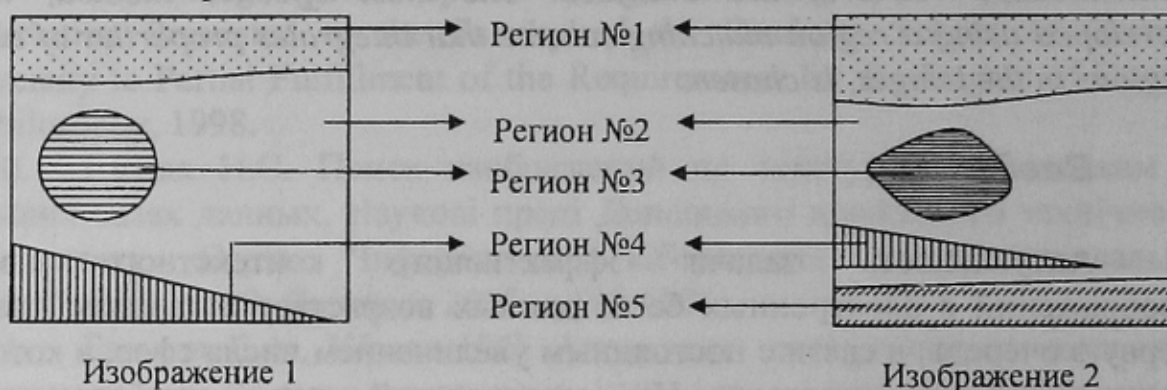 Регион №1
Регион №2
Регион №3
Регион №4
Регион №5
Изображение 1
Изображение 2